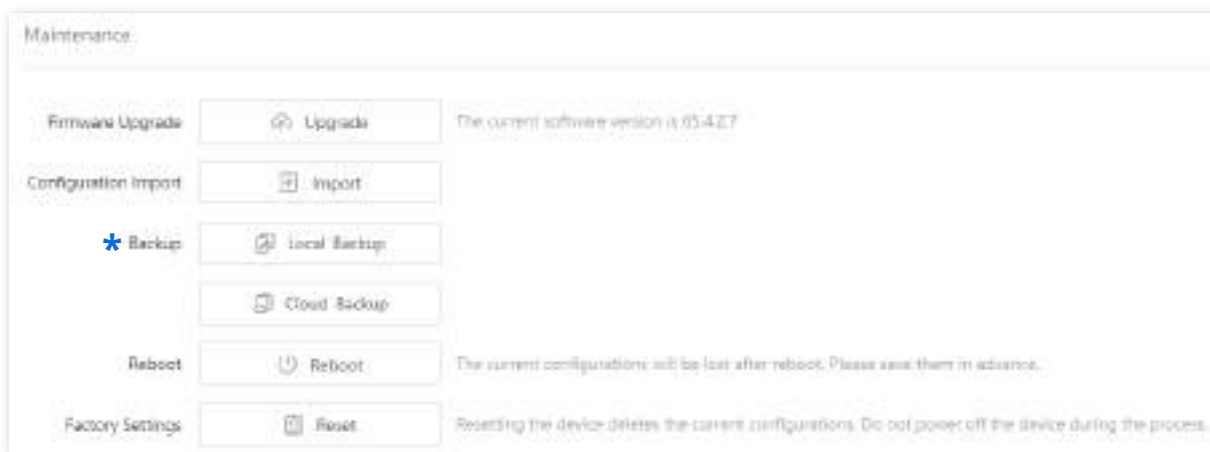 Maintenance
Firmware Upgrade Upgrade The current software version is 65.4.2.7
Configuration Import Import
* Backup Local Backup
Cloud Backup
Reboot Reboot The current configurations will be lost after reboot. Please save them in advance.
Factory Settings Reset Resetting the device deletes the current configurations. Do not power off the device during the process.